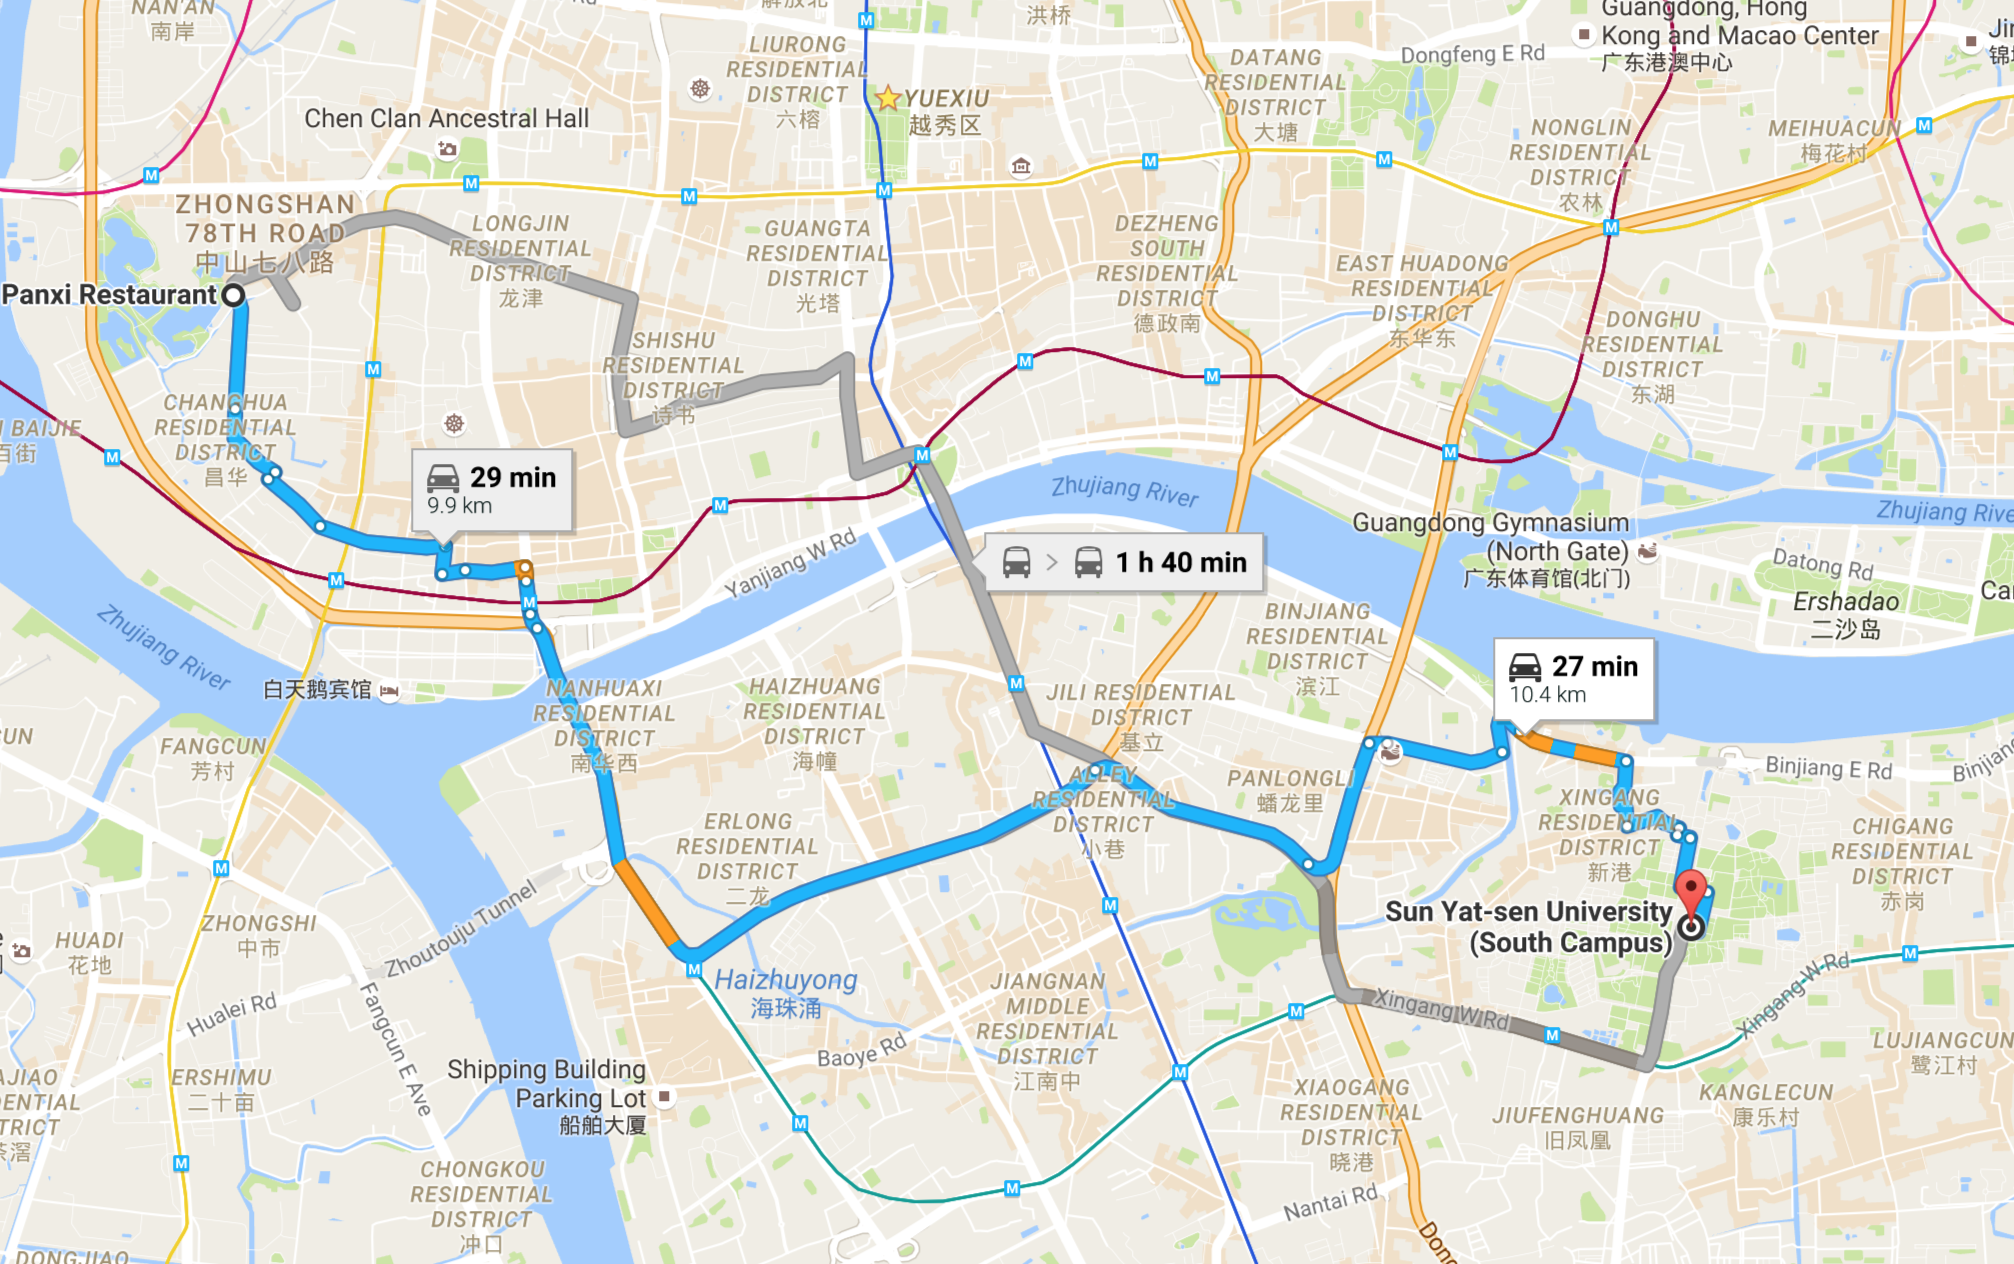 NAN'AN
南岸
解放北
洪桥
Guangdong, Hong
Kong and Macao Center
广东港澳中心
Dongfeng E Rd
LIURONG
RESIDENTIAL
DISTRICT
六榕
DATANG
RESIDENTIAL
DISTRICT
大塘
YUEXIU
越秀区
Chen Clan Ancestral Hall
NONGLIN
RESIDENTIAL
DISTRICT
农林
MEIHUACUN
梅花村
ZHONGSHAN
78TH ROAD
中山七八路
LONGJIN
RESIDENTIAL
DISTRICT
龙津
GUANGTA
RESIDENTIAL
DISTRICT
光塔
DEZHENG
SOUTH
RESIDENTIAL
DISTRICT
德政南
EAST HUADONG
RESIDENTIAL
DISTRICT
东华东
Panxi Restaurant
SHISHU
RESIDENTIAL
DISTRICT
诗书
DONGHU
RESIDENTIAL
DISTRICT
东湖
CHANGHUA
RESIDENTIAL
DISTRICT
昌华
BAIJIE
百街
29 min
9.9 km
Zhujiang River
Zhujiang Rive
Guangdong Gymnasium
(North Gate)
广东体育馆(北门)
Yanjiang W Rd
1 h 40 min
Datong Rd
Ershadao
二沙岛
Zhujiang River
BINJIANG
RESIDENTIAL
DISTRICT
滨江
27 min
10.4 km
白天鹅宾馆
NANHUAXI
RESIDENTIAL
DISTRICT
南华西
HAIZHUANG
RESIDENTIAL
DISTRICT
海幢
JILI RESIDENTIAL
DISTRICT
基立
FANGCUN
芳村
ALLEY
RESIDENTIAL
DISTRICT
小巷
PANLONGLI
蟠龙里
Binjiang E Rd
Binjiang
XINGANG
RESIDENTIAL
DISTRICT
新港
CHIGANG
RESIDENTIAL
DISTRICT
赤岗
ERLONG
RESIDENTIAL
DISTRICT
二龙
Zhoutouju Tunnel
ZHONGSHI
中市
HUADI
花地
Hualei Rd
Fangcun E Ave
Haizhuyong
海珠涌
Sun Yat-sen University
(South Campus)
JIANGNAN
MIDDLE
RESIDENTIAL
DISTRICT
江南中
Xingang W Rd
Xingang W Rd
Baoye Rd
Shipping Building
Parking Lot
船舶大厦
ERSHIMU
二十亩
LUJIANGCUN
鹭江村
XIAOGANG
RESIDENTIAL
DISTRICT
晓港
JIUFENGHUANG
旧凤凰
KANGLECUN
康乐村
CHONGKOU
RESIDENTIAL
DISTRICT
冲口
Nantai Rd
Dong
DONGJIAO